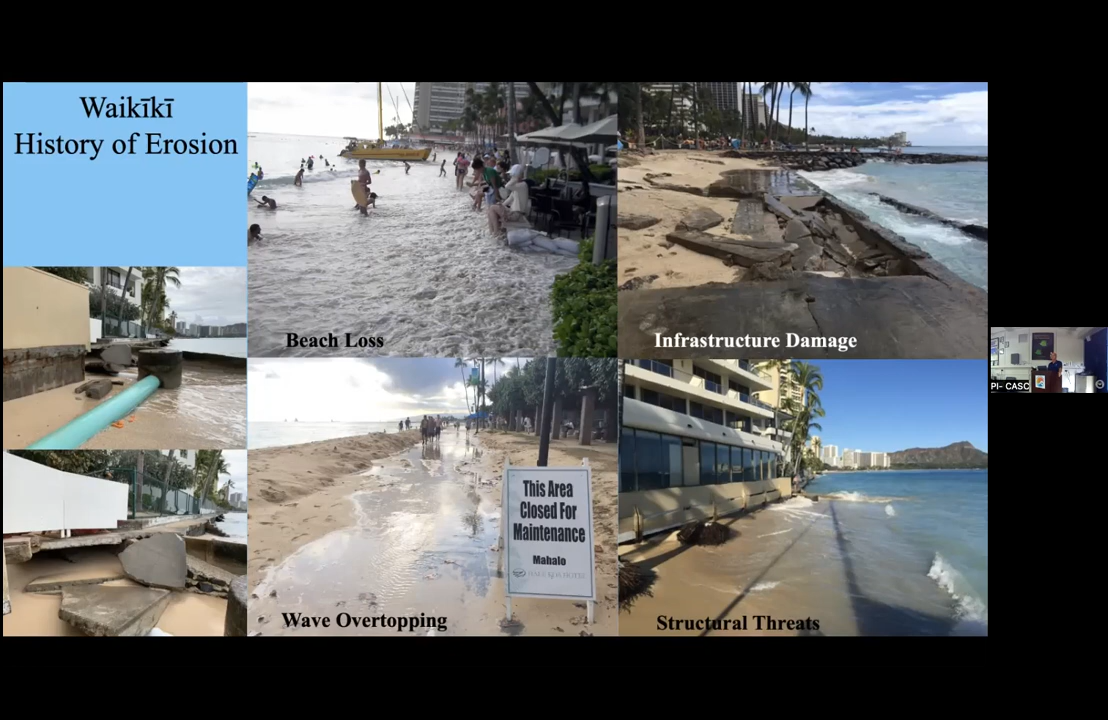 Waikīkī
History of Erosion
Beach Loss
Infrastructure Damage
This Area
Closed For
Maintenance
Mahalo
Wave Overtopping
Structural Threats
PI- CASC